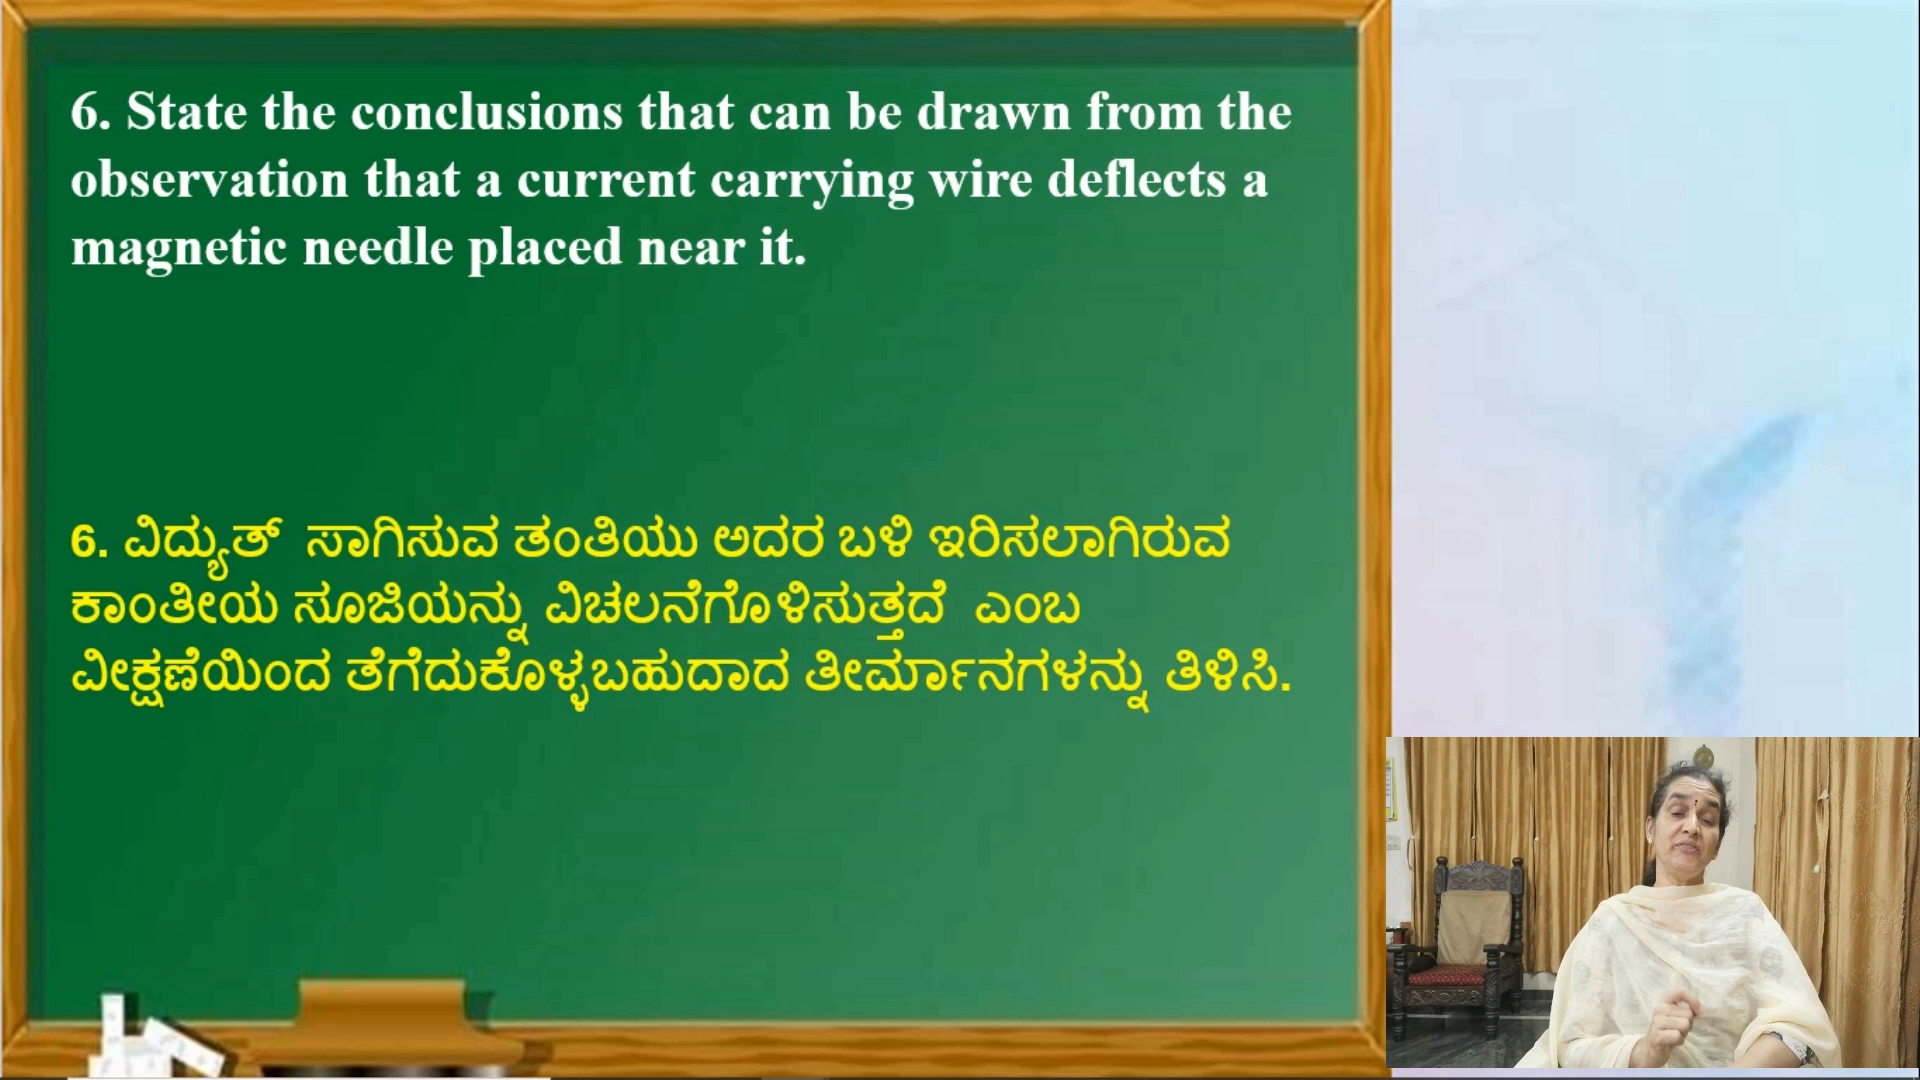 6. State the conclusions that can be drawn from the
observation that a current carrying wire deflects a
magnetic needle placed near it.
6. ವಿದ್ಯುತ್ ಸಾಗಿಸುವ ತಂತಿಯು ಅದರ ಬಳಿ ಇರಿಸಲಾಗಿರುವ
ಕಾಂತೀಯ ಸೂಜಿಯನ್ನು ವಿಚಲನೆಗೊಳಿಸುತ್ತದೆ ಎಂಬ
ವೀಕ್ಷಣೆಯಿಂದ ತೆಗೆದುಕೊಳ್ಳಬಹುದಾದ ತೀರ್ಮಾನಗಳನ್ನು ತಿಳಿಸಿ.